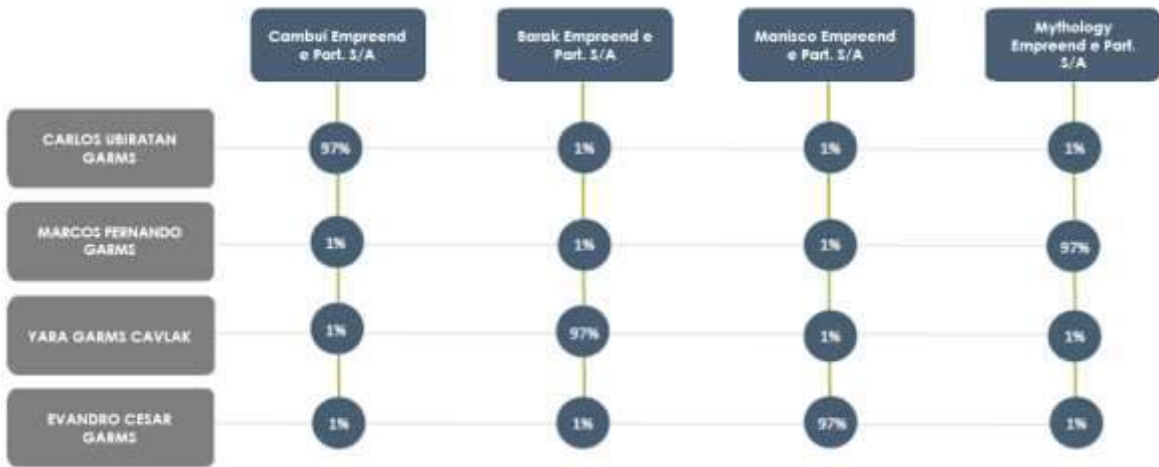 Cambuí Empreend
e Part. S/A
Barak Empreend e
Part. S/A
Manisco Empreend
e Part. S/A
Mythology
Empreend e Part.
S/A
CARLOS UBIRATAN
GARMS
97%
1%
1%
1%
MARCOS FERNANDO
GARMS
1%
1%
1%
97%
YARA GARMS CAVLAK
1%
97%
1%
1%
EVANDRO CESAR
GARMS
1%
1%
97%
1%